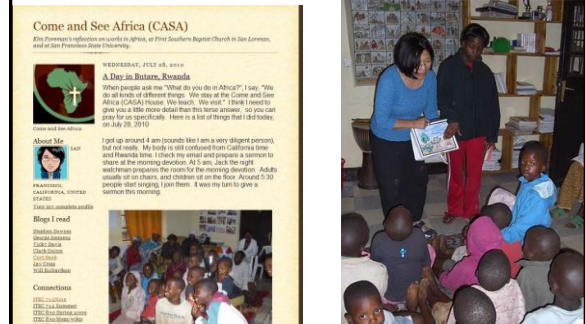 Come and See Africa (CASA)
Kim Foreman's reflection on works in Africa, at First Southern Baptist Church in San Lorenzo,
and at San Francisco State University.
WEDNESDAY, JULY 28, 2010
A Day in Butare, Rwanda
When people ask me "What do you do in Africa?", I say, "We
do all kinds of different things. We stay at the Come and See
Africa (CASA) House. We teach. We visit." I think I need to
give you a little more detail than this terse answer, so you can
pray for us specifically. Here is a list of things that I did today,
on July 28, 2010
Come and See Africa
I got up around 4 am (sounds like I am a very diligent person),
but not really. My body is still confused from California time
and Rwanda time. I check my email and prepare a sermon to
share at the morning devotion. At 5 am, Jack the night
watchman prepares the room for the morning devotion. Adults
usually sit on chairs, and children sit on the floor. Around 5:30
people start singing, I join them. It was my turn to give a
sermon this morning.
About Me
SAN
FRANCISCO,
CALIFORNIA, UNITED
STATES
View my complete profile
Blogs I read
Stephen Downes
Vicky Davis
Will Richardson
Connections